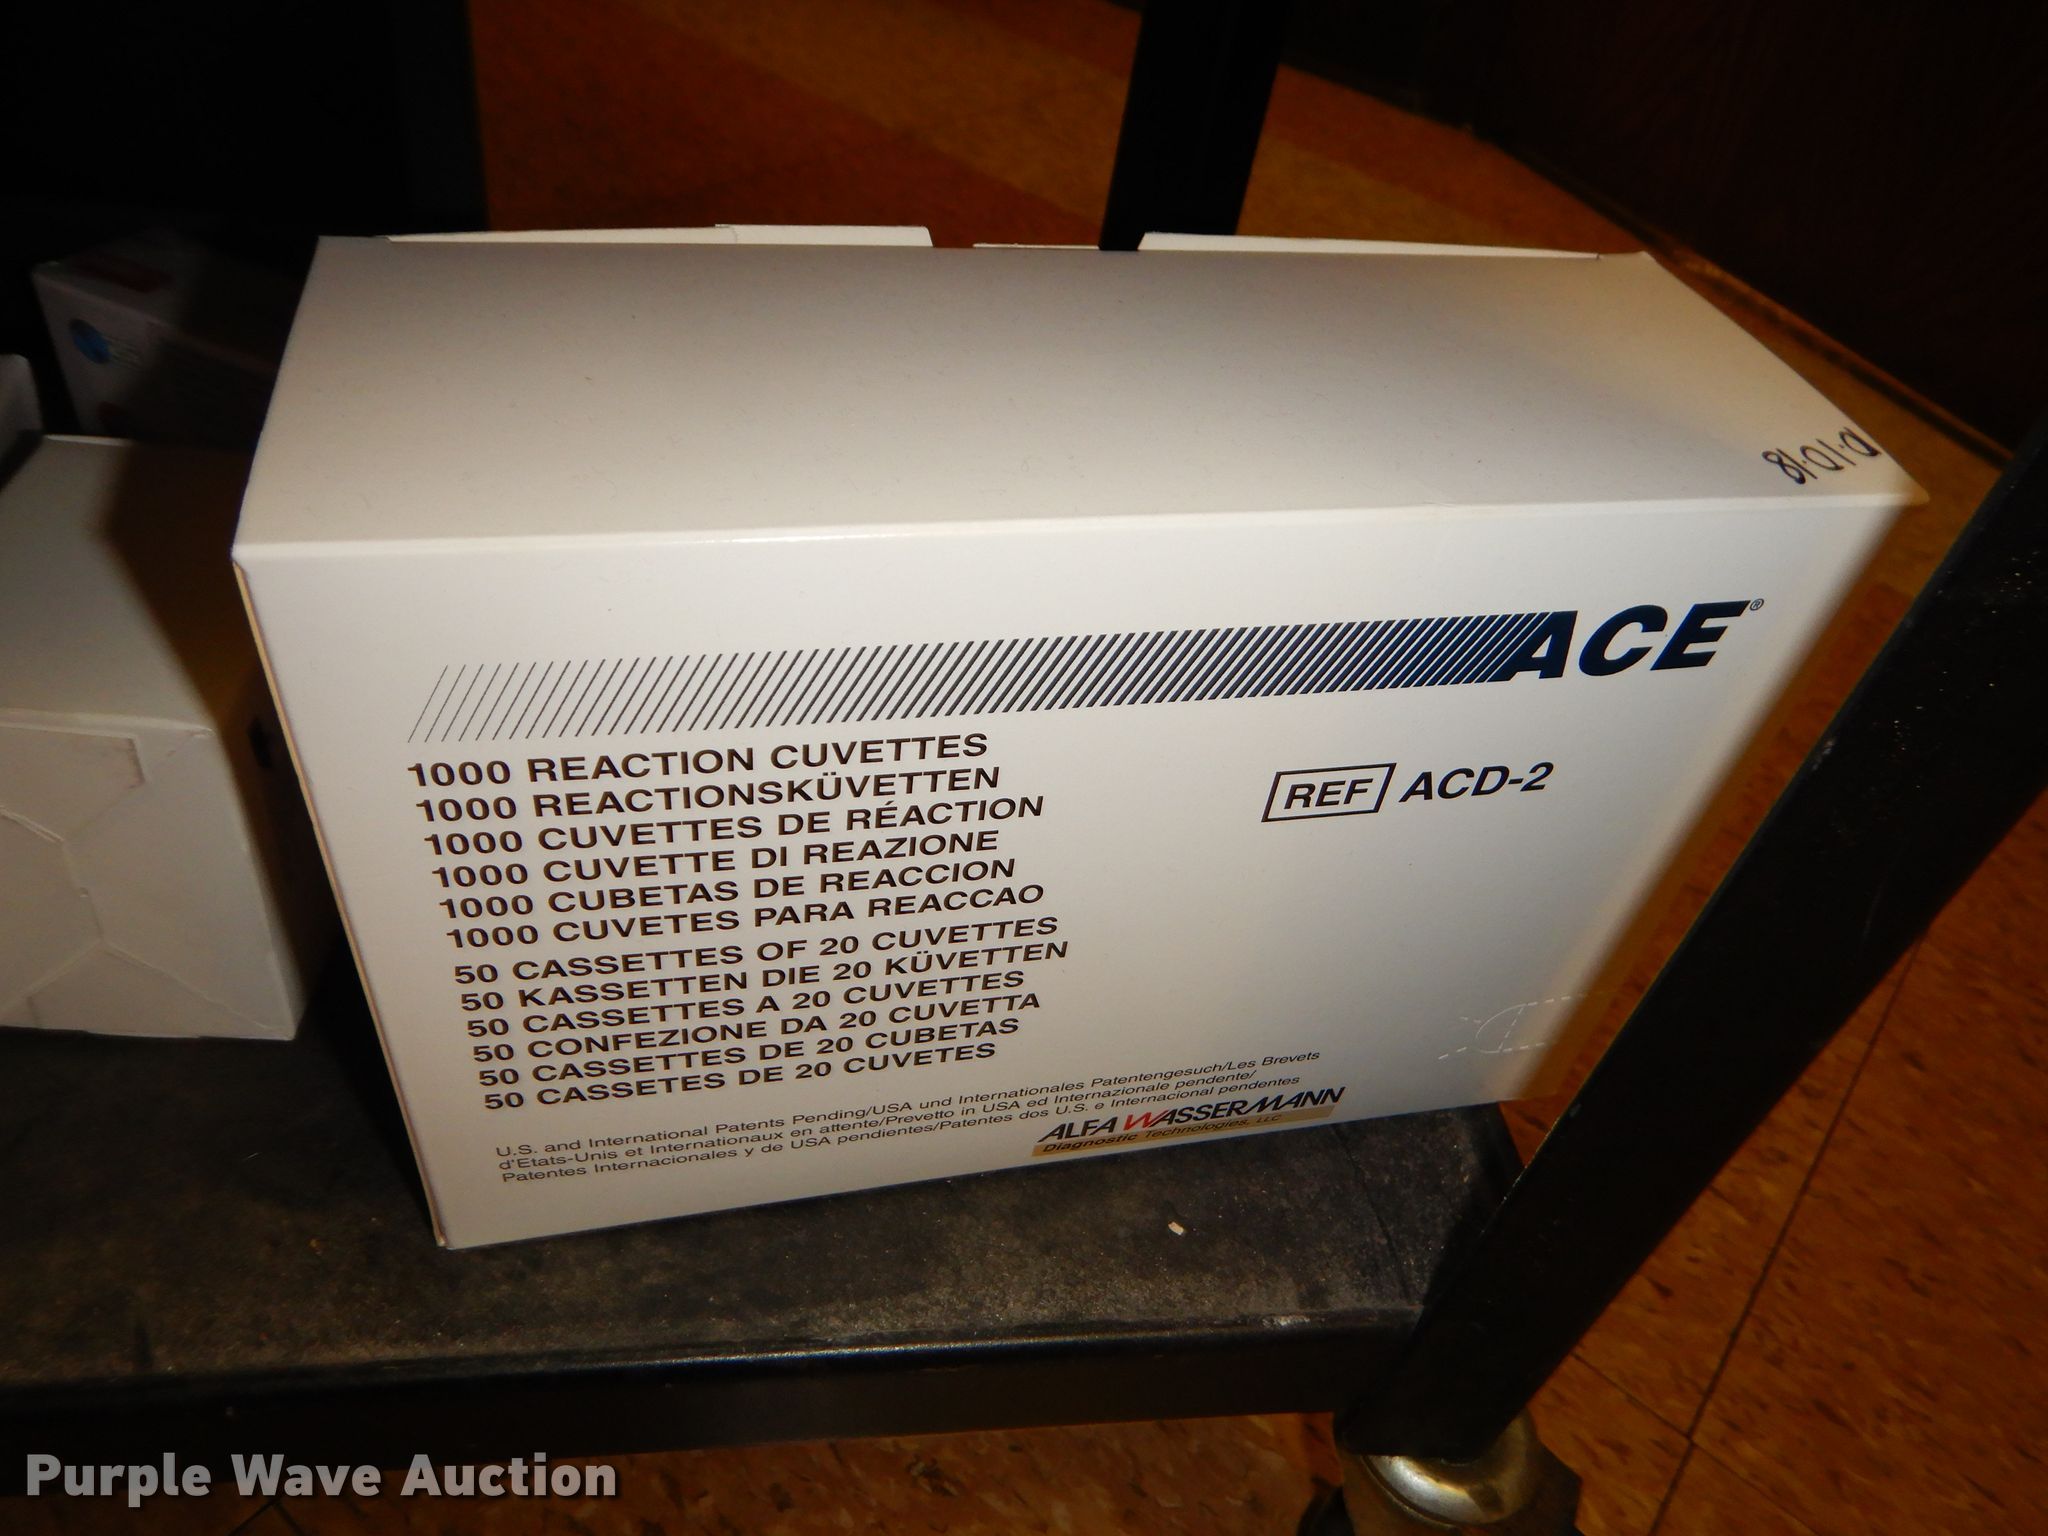 10·10·18
ACE®
1000 REACTION CUVETTES
1000 REACTIONSKÜVETTEN
1000 CUVETTES DE RÉACTION
1000 CUVETTE DI REAZIONE
1000 CUBETAS DE REACCION
1000 CUVETES PARA REACCAO
REF ACD-2
50 CASSETTES OF 20 CUVETTES
50 KASSETTEN DIE 20 KÜVETTEN
50 CASSETTES A 20 CUVETTES
50 CONFEZIONE DA 20 CUVETTA
50 CASSETTES DE 20 CUBETAS
50 CASSETES DE 20 CUVETES
U.S. and International Patents Pending/USA und Internationales Patentengesuch/Les Brevets
d'Etats-Unis et Internationaux en attente/Prevetto in USA ed Internazionale pendente/
Patentes Internacionales y de USA pendientes/Patentes dos U.S. e Internacional pendentes
ALFA WASSERMANN
Diagnostic Technologies, LLC
Purple Wave Auction